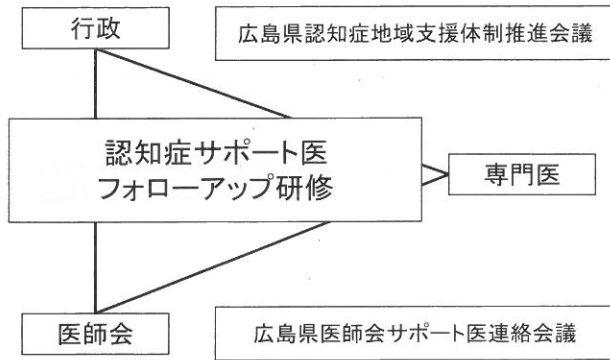 行政
広島県認知症地域支援体制推進会議
認知症サポート医
フォローアップ研修
専門医
医師会
広島県医師会サポート医連絡会議